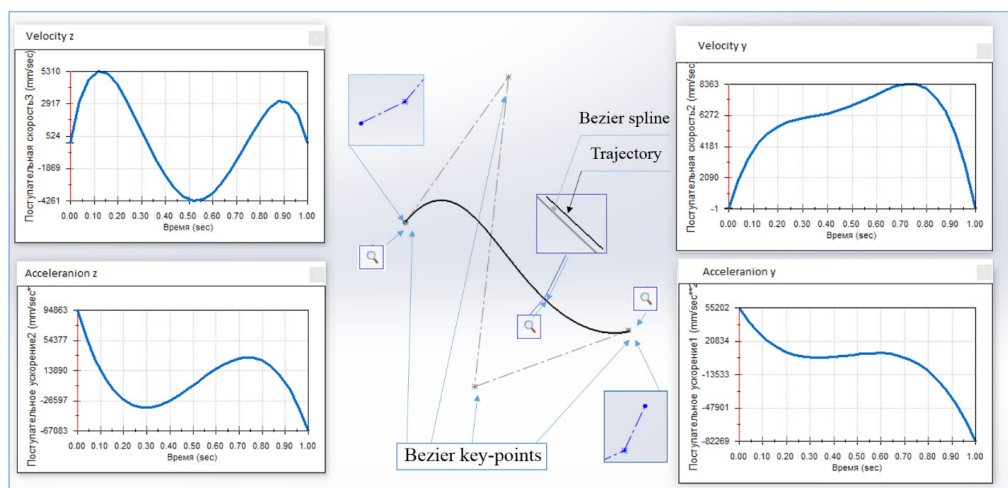 Velocity z
Поступательная скорость3 (mm/sec)
5310
2917
524
-1869
-4261
0.00 0.10 0.20 0.30 0.40 0.50 0.60 0.70 0.80 0.90 1.00
Время (sec)
Acceleranion z
Поступательное ускорение2 (mm/sec*
94863
54377
13890
-26597
-67083
0.00 0.10 0.20 0.30 0.40 0.50 0.60 0.70 0.80 0.90 1.00
Время (sec)
Bezier spline
Trajectory
Bezier key-points
Velocity y
Поступательная скорость2 (mm/sec)
8363
6272
4181
2090
-1
0.00 0.10 0.20 0.30 0.40 0.50 0.60 0.70 0.80 0.90 1.00
Время (sec)
Acceleranion y
Поступательное ускорение1 (mm/sec**2
55202
20834
-13533
-47901
-82269
0.00 0.10 0.20 0.30 0.40 0.50 0.60 0.70 0.80 0.90 1.00
Время (sec)